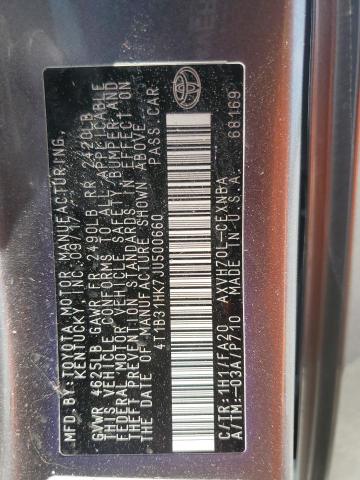 MFD. BY: TOYOTA MOTOR MANUFACTURING,
KENTUCKY INC. 09/17
GVWR 4625LB GAWR FR 2490LB RR 2420LB
THIS VEHICLE CONFORMS TO ALL APPLICABLE
FEDERAL MOTOR VEHICLE SAFETY, BUMPER, AND
THEFT PREVENTION STANDARDS IN EFFECT ON
THE DATE OF MANUFACTURE SHOWN ABOVE.
4T1B31HK7JU500660 PASS. CAR
C/TR: 1H1/FA20 AXVH70L-CEXNBA
A/TM: -03A/P710 MADE IN U.S.A. 68169